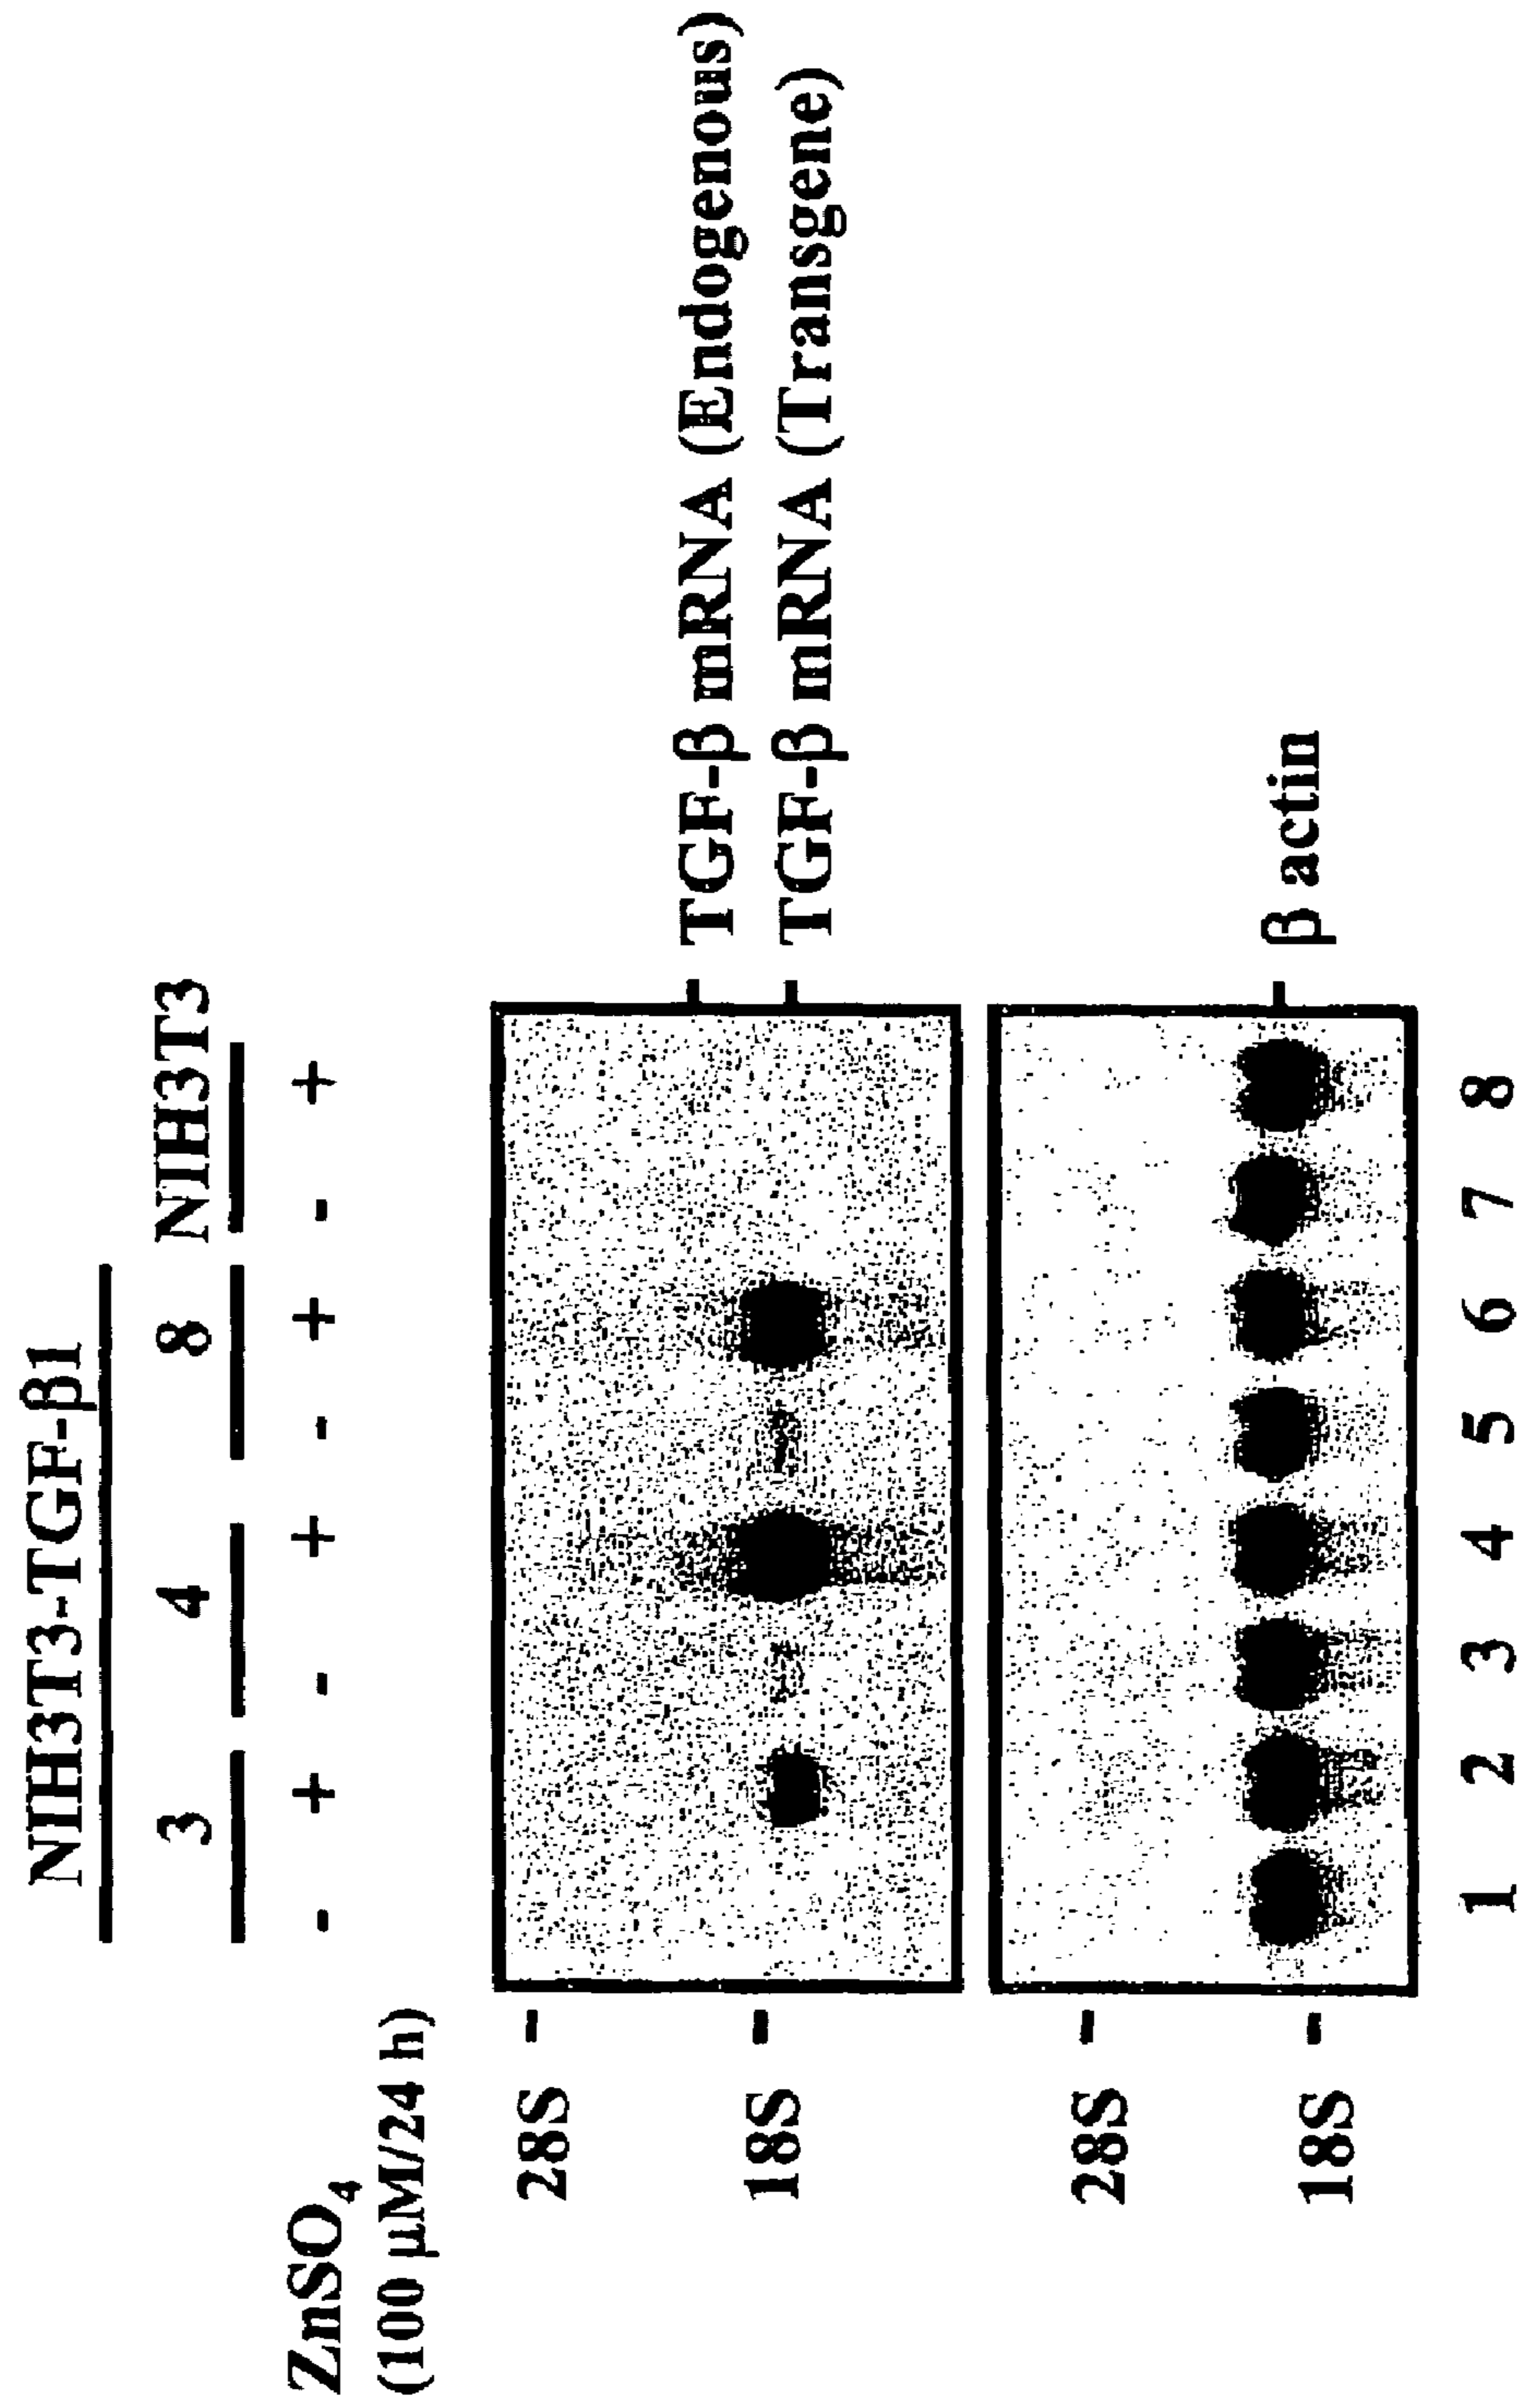 NIH3T3-TGF-β1
3 4 8 NIH3T3
ZnSO₄ - + - + - + - +
(100 μM/24 h)
28S -
- TGF-β mRNA (Endogenous)
18S -
- TGF-β mRNA (Transgene)
28S -
18S -
- β actin
1 2 3 4 5 6 7 8